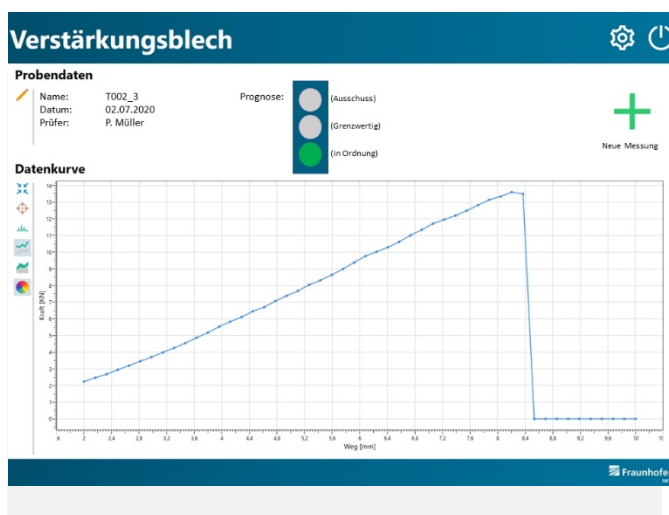 Verstärkungsblech
Probendaten
Name: T002_3
Datum: 02.07.2020
Prüfer: P. Müller
Prognose:
(Ausschuss)
(Grenzwertig)
(in Ordnung)
Neue Messung
Datenkurve
Kraft [KN]
14
13
12
11
10
9
8
7
6
5
4
3
2
1
0
2 2,4 2,8 3,2 3,6 4 4,4 4,8 5,2 5,6 6 6,4 6,8 7,2 7,6 8 8,4 8,8 9,2 9,6 10
Weg [mm]
Fraunhofe